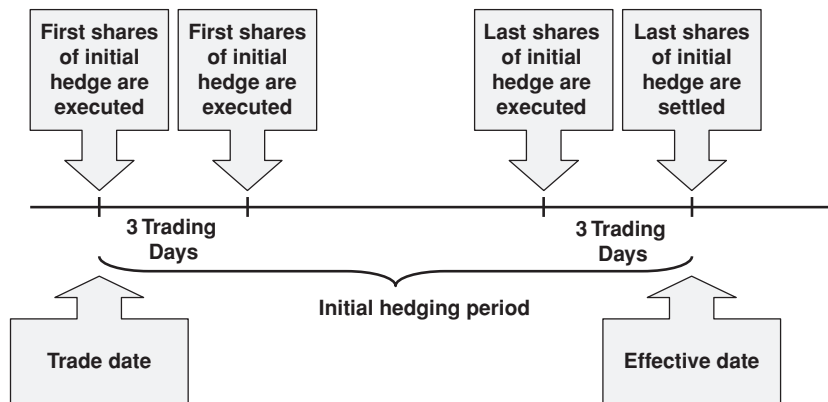 First shares
of initial
hedge are
executed
First shares
of initial
hedge are
executed
Last shares
of initial
hedge are
executed
Last shares
of initial
hedge are
settled
3 Trading
Days
3 Trading
Days
Initial hedging period
Trade date
Effective date